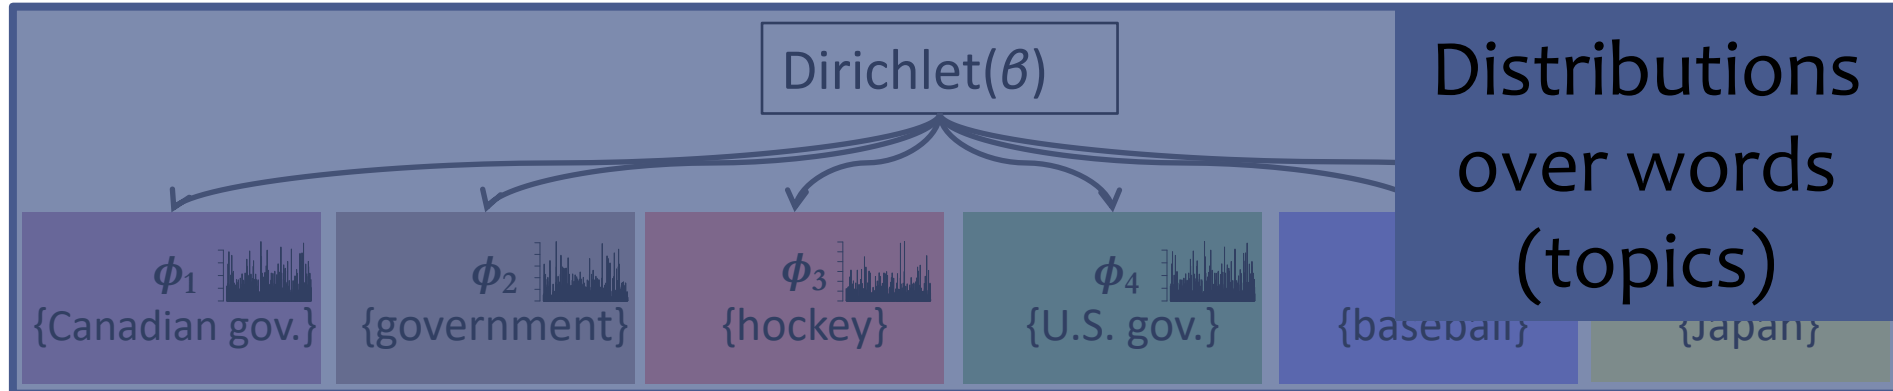 Dirichlet(β)
Distributions
over words
(topics)
ϕ₁
{Canadian gov.}
ϕ₂
{government}
ϕ₃
{hockey}
ϕ₄
{U.S. gov.}
{baseball}
{Japan}